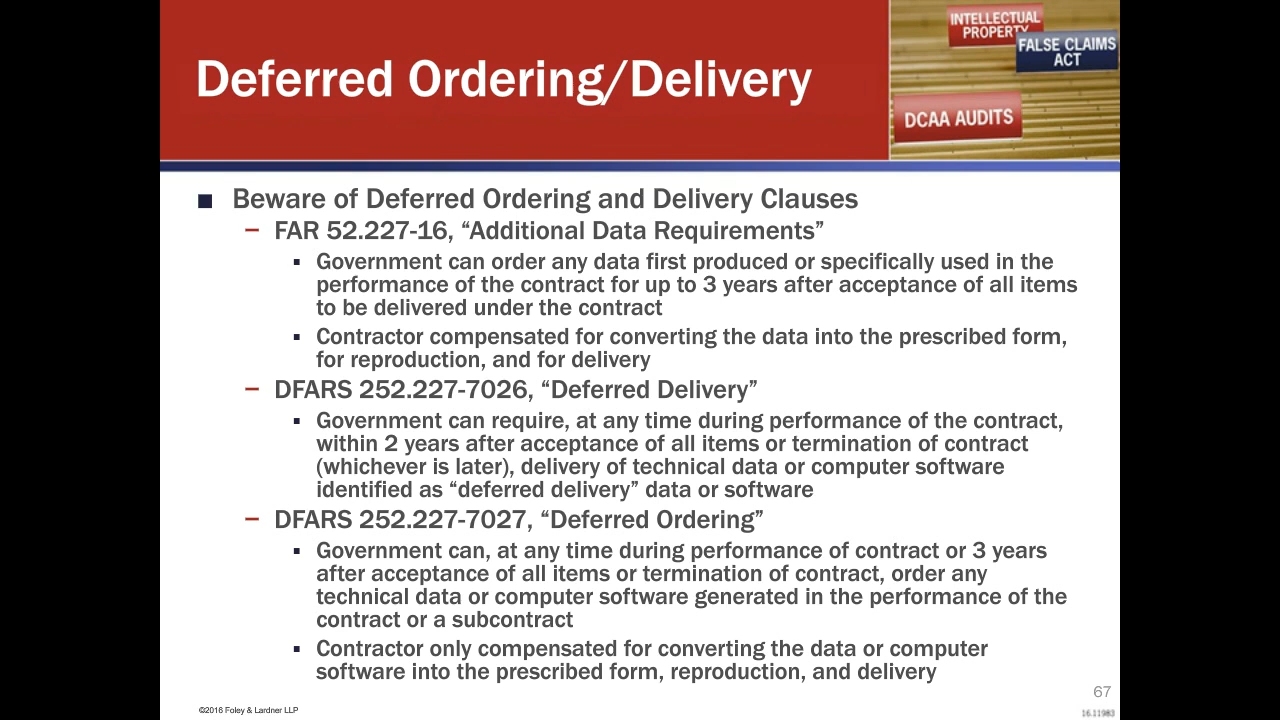 Deferred Ordering/Delivery
INTELLECTUAL
PROPERTY
FALSE CLAIMS
ACT
DCAA AUDITS
■ Beware of Deferred Ordering and Delivery Clauses
– FAR 52.227-16, “Additional Data Requirements”
▪ Government can order any data first produced or specifically used in the
performance of the contract for up to 3 years after acceptance of all items
to be delivered under the contract
▪ Contractor compensated for converting the data into the prescribed form,
for reproduction, and for delivery
– DFARS 252.227-7026, “Deferred Delivery”
▪ Government can require, at any time during performance of the contract,
within 2 years after acceptance of all items or termination of contract
(whichever is later), delivery of technical data or computer software
identified as “deferred delivery” data or software
– DFARS 252.227-7027, “Deferred Ordering”
▪ Government can, at any time during performance of contract or 3 years
after acceptance of all items or termination of contract, order any
technical data or computer software generated in the performance of the
contract or a subcontract
▪ Contractor only compensated for converting the data or computer
software into the prescribed form, reproduction, and delivery
67
©2016 Foley & Lardner LLP
16.11983